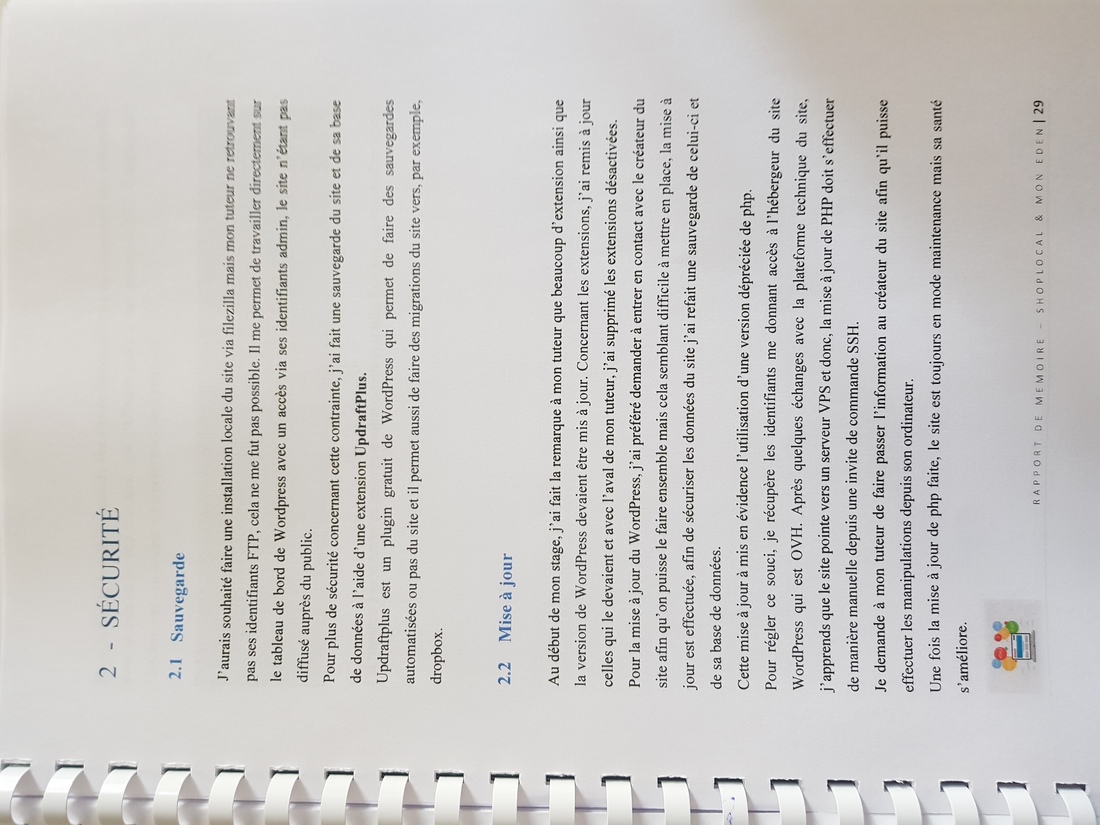 2 - SÉCURITÉ
2.1 Sauvegarde
J'aurais souhaité faire une installation locale du site via filezilla mais mon tuteur ne retrouvant
pas ses identifiants FTP, cela ne me fut pas possible. Il me permet de travailler directement sur
le tableau de bord de Wordpress avec un accès via ses identifiants admin, le site n'étant pas
diffusé auprès du public.
Pour plus de sécurité concernant cette contrainte, j'ai fait une sauvegarde du site et de sa base
de données à l'aide d'une extension UpdraftPlus.
Updraftplus est un plugin gratuit de WordPress qui permet de faire des sauvegardes
automatisées ou pas du site et il permet aussi de faire des migrations du site vers, par exemple,
dropbox.
2.2 Mise à jour
Au début de mon stage, j'ai fait la remarque à mon tuteur que beaucoup d'extension ainsi que
la version de WordPress devaient être mis à jour. Concernant les extensions, j'ai remis à jour
celles qui le devaient et avec l'aval de mon tuteur, j'ai supprimé les extensions désactivées.
Pour la mise à jour du WordPress, j'ai préféré demander à entrer en contact avec le créateur du
site afin qu'on puisse le faire ensemble mais cela semblant difficile à mettre en place, la mise à
jour est effectuée, afin de sécuriser les données du site j'ai refait une sauvegarde de celui-ci et
de sa base de données.
Cette mise à jour à mis en évidence l'utilisation d'une version dépréciée de php.
Pour régler ce souci, je récupère les identifiants me donnant accès à l'hébergeur du site
WordPress qui est OVH. Après quelques échanges avec la plateforme technique du site,
j'apprends que le site pointe vers un serveur VPS et donc, la mise à jour de PHP doit s'effectuer
de manière manuelle depuis une invite de commande SSH.
Je demande à mon tuteur de faire passer l'information au créateur du site afin qu'il puisse
effectuer les manipulations depuis son ordinateur.
Une fois la mise à jour de php faite, le site est toujours en mode maintenance mais sa santé
s'améliore.
RAPPORT DE MEMOIRE – SHOPLOCAL & MON EDEN | 29